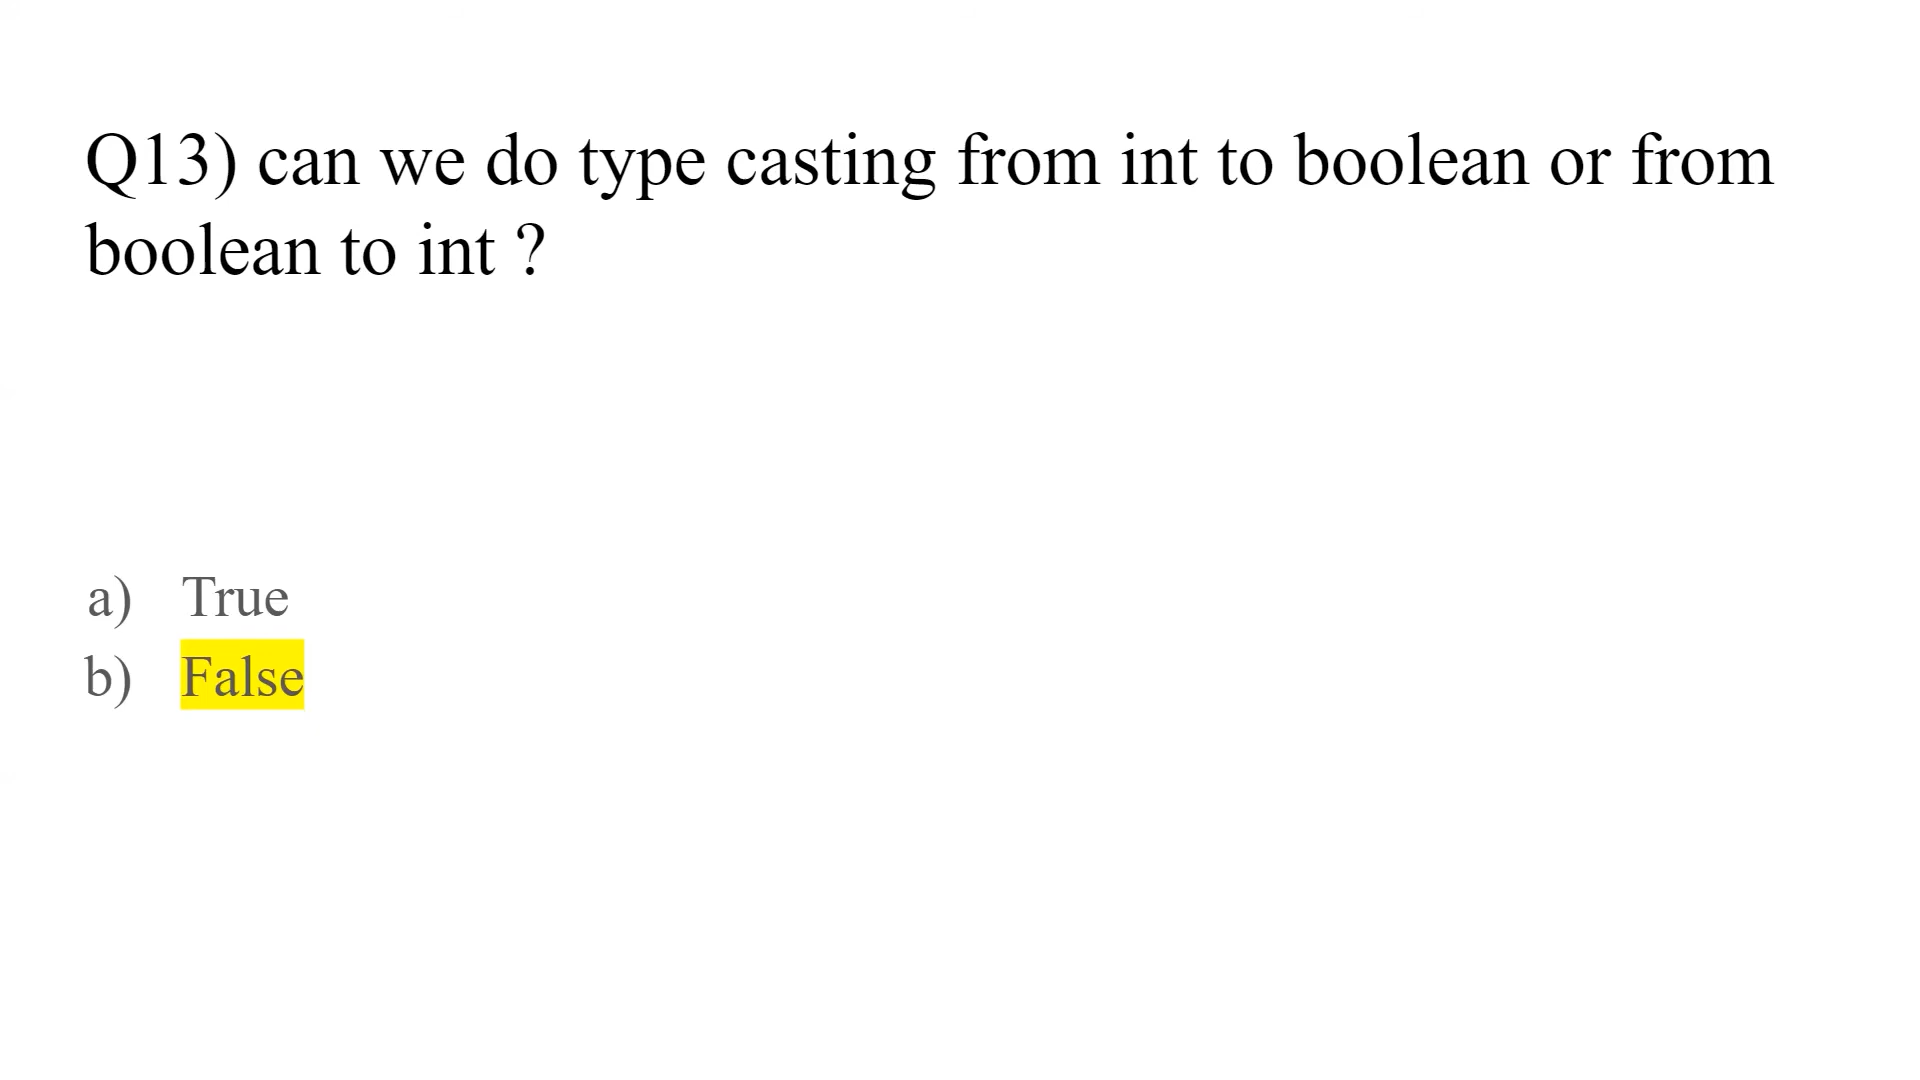 Q13) can we do type casting from int to boolean or from
boolean to int ?
a) True
b) False